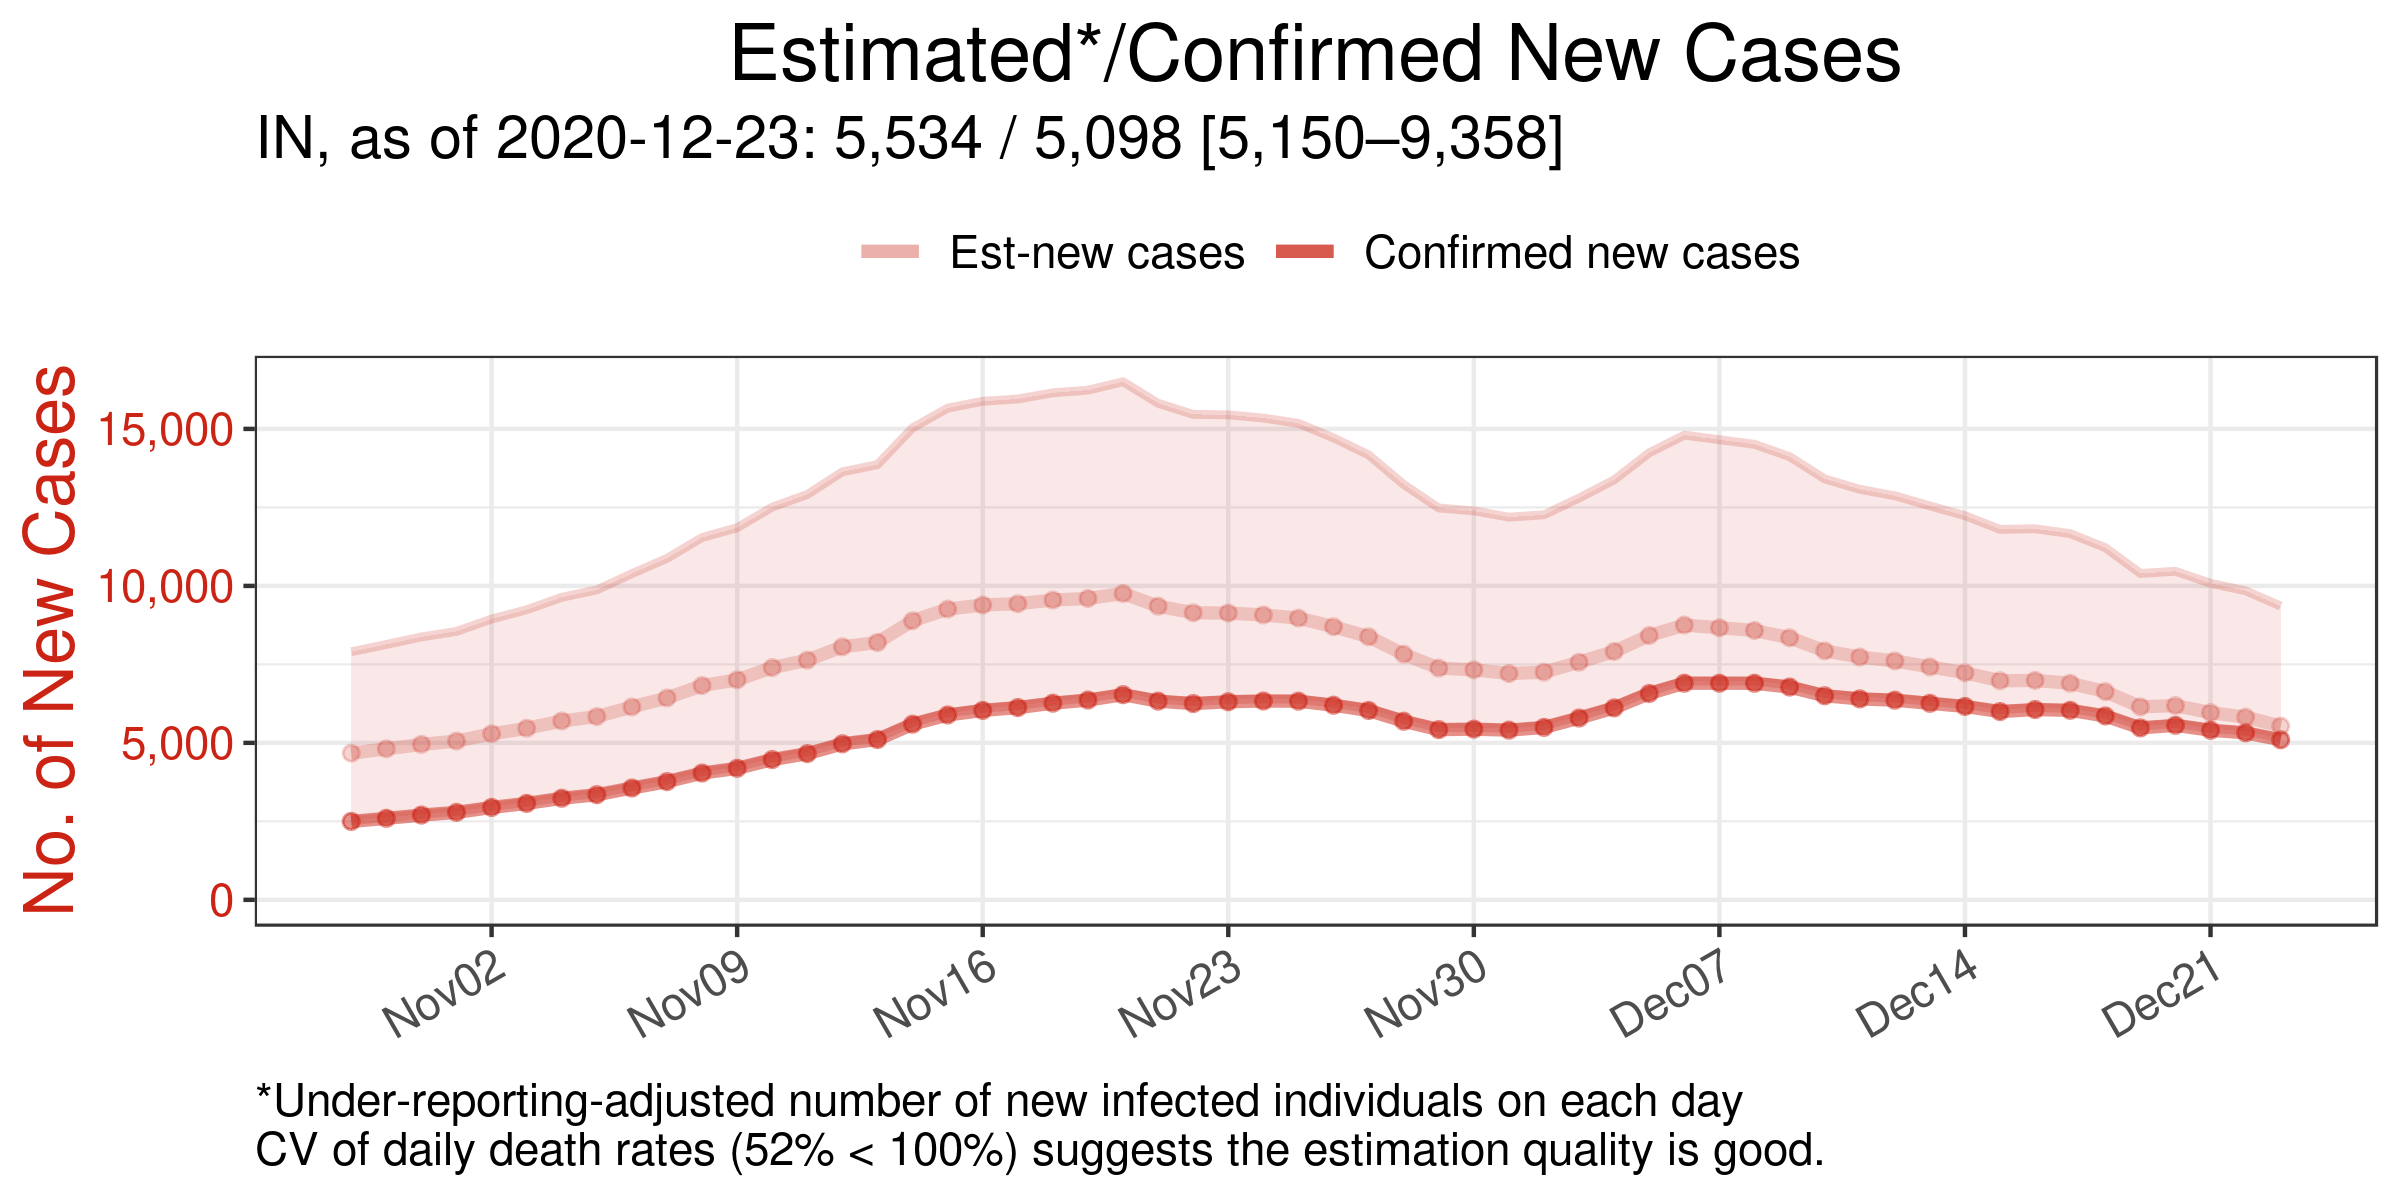 Estimated*/Confirmed New Cases
IN, as of 2020-12-23: 5,534 / 5,098 [5,150–9,358]
Est-new cases
Confirmed new cases
No. of New Cases
15,000
10,000
5,000
0
Nov02
Nov09
Nov16
Nov23
Nov30
Dec07
Dec14
Dec21
*Under-reporting-adjusted number of new infected individuals on each day
CV of daily death rates (52% < 100%) suggests the estimation quality is good.